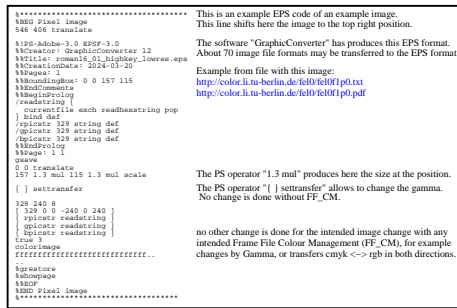 %***********************************
%BEG Pixel image
546 406 translate
%!PS-Adobe-3.0 EPSF-3.0
%%Creator: GraphicConverter 12
%%Title: roman16_01_highkey_lowres.eps
%%CreationDate: 2024-03-20
%%Pages: 1
%%BoundingBox: 0 0 157 115
%%EndComments
%%BeginProlog
/readstring {
currentfile exch readhexstring pop
} bind def
/rpicstr 329 string def
/gpicstr 329 string def
/bpicstr 329 string def
%%EndProlog
%%Page: 1 1
gsave
0 0 translate
157 1.3 mul 115 1.3 mul scale
{ } settransfer
329 240 8
[ 329 0 0 -240 0 240 ]
{ rpicstr readstring }
{ gpicstr readstring }
{ bpicstr readstring }
true 3
colorimage
ffffffffffffffffffffffffffffff..
..
%grestore
%showpage
%%EOF
%END Pixel image
%***********************************
This is an example EPS code of an example image.
This line shifts here the image to the top right position.
The software "GraphicConverter" has produces this EPS format.
About 70 image file formats may be transferred to the EPS format
Example from file with this image:
http://color.li.tu-berlin.de/fel0/fel0f1p0.txt
http://color.li.tu-berlin.de/fel0/fel0f1p0.pdf
The PS operator "1.3 mul" produces here the size at the position.
The PS operator "{ } settransfer" allows to change the gamma.
No change is done without FF_CM.
no other change is done for the intended image change with any
intended Frame File Colour Management (FF_CM), for example
changes by Gamma, or transfers cmyk <–> rgb in both directions.